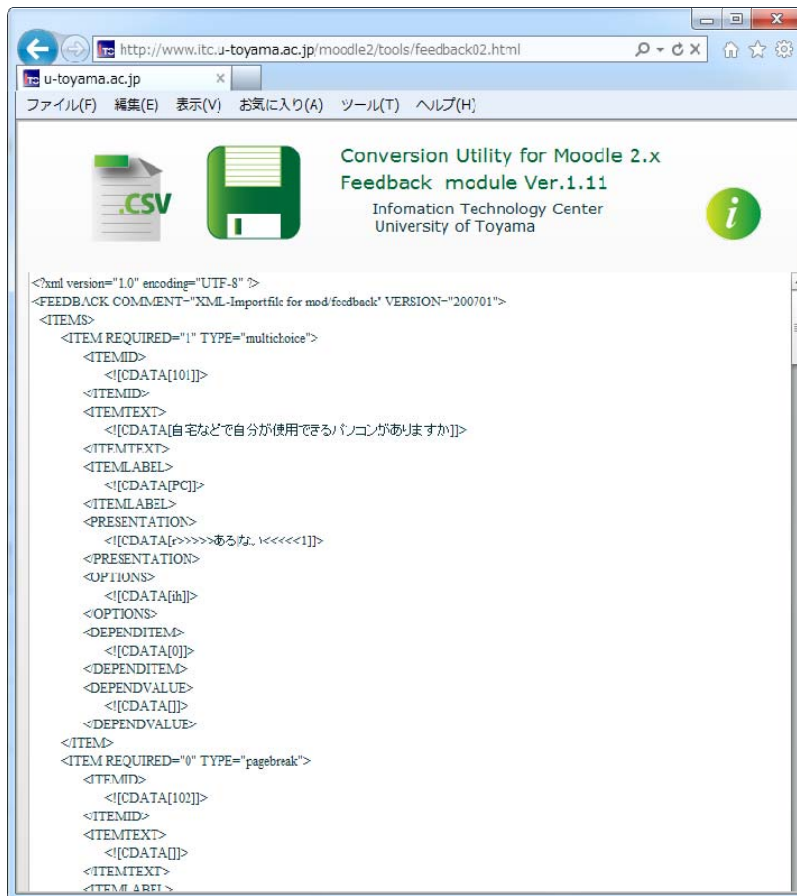 http://www.itc.u-toyama.ac.jp/moodle2/tools/feedback02.html
u-toyama.ac.jp
ファイル(F) 編集(E) 表示(V) お気に入り(A) ツール(T) ヘルプ(H)
.CSV
Conversion Utility for Moodle 2.x
Feedback module Ver.1.11
Infomation Technology Center
University of Toyama
i
<?xml version="1.0" encoding="UTF-8" ?>
<FEEDBACK COMMENT="XML-Importfile for mod/feedback" VERSION="200701">
<ITEMS>
<ITEM REQUIRED="1" TYPE="multichoice">
<ITEMID>
<![CDATA[101]]>
</ITEMID>
<ITEMTEXT>
<![CDATA[自宅などで自分が使用できるパソコンがありますか]]>
</ITEMTEXT>
<ITEMLABEL>
<![CDATA[PC]]>
</ITEMLABEL>
<PRESENTATION>
<![CDATA[r>>>>>ある|ない<<<<<1]]>
</PRESENTATION>
<OPTIONS>
<![CDATA[ih]]>
</OPTIONS>
<DEPENDITEM>
<![CDATA[0]]>
</DEPENDITEM>
<DEPENDVALUE>
<![CDATA[]]>
</DEPENDVALUE>
</ITEM>
<ITEM REQUIRED="0" TYPE="pagebreak">
<ITEMID>
<![CDATA[102]]>
</ITEMID>
<ITEMTEXT>
<![CDATA[]]>
</ITEMTEXT>
<ITEMLABEL>